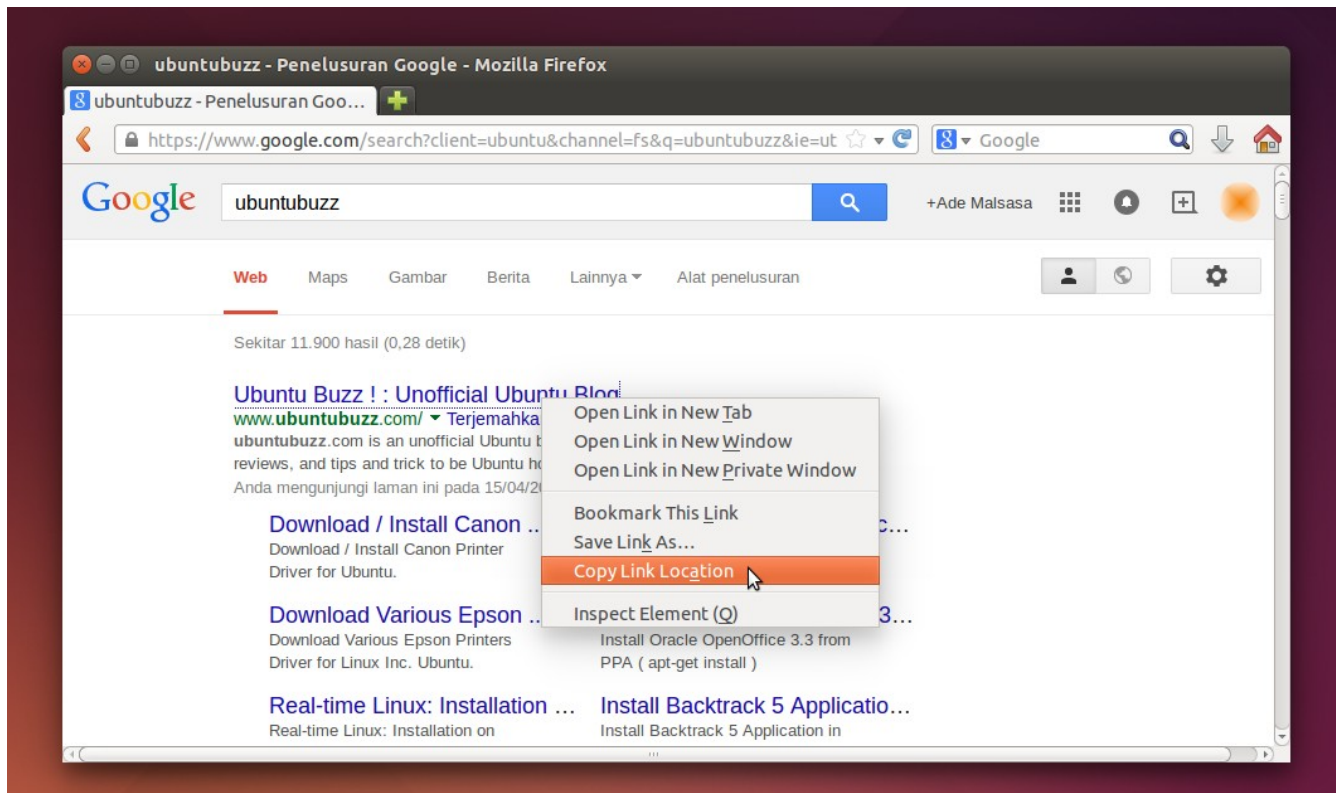 ubuntubuzz - Penelusuran Google - Mozilla Firefox
ubuntubuzz - Penelusuran Goo...
https://www.google.com/search?client=ubuntu&channel=fs&q=ubuntubuzz&ie=ut
Google
Google
ubuntubuzz
+Ade Malsasa
Web Maps Gambar Berita Lainnya Alat penelusuran
Sekitar 11.900 hasil (0,28 detik)
Ubuntu Buzz ! : Unofficial Ubuntu Blog
www.ubuntubuzz.com/ Terjemahka
ubuntubuzz.com is an unofficial Ubuntu
reviews, and tips and trick to be Ubuntu
Anda mengunjungi laman ini pada 15/04/
Open Link in New Tab
Open Link in New Window
Open Link in New Private Window
Bookmark This Link
Save Link As...
Copy Link Location
Inspect Element (Q)
Download / Install Canon ...
Download / Install Canon Printer
Driver for Ubuntu.
Download Various Epson ...
Download Various Epson Printers
Driver for Linux Inc. Ubuntu.
Install Oracle OpenOffice 3.3 from
PPA ( apt-get install )
Real-time Linux: Installation ...
Real-time Linux: Installation on
Install Backtrack 5 Applicatio...
Install Backtrack 5 Application in